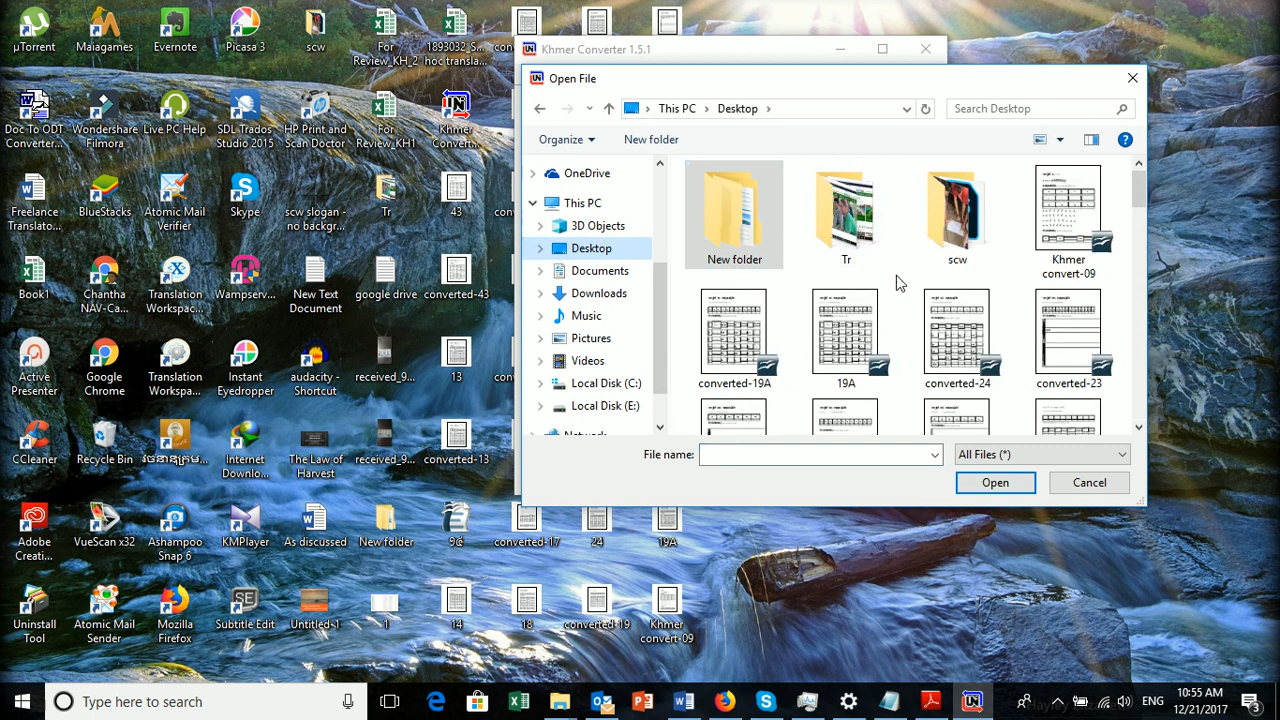 µTorrent
Maiagames
Evernote
Picasa 3
scw
For
Review_KH_2
1893032_S...
hoc transla...
Khmer Converter 1.5.1
Open File
This PC
Desktop
Search Desktop
Organize
New folder
Doc To ODT
Converter...
Wondershare
Filmora
Live PC Help
SDL Trados
Studio 2015
HP Print and
Scan Doctor
For
Review_KH1
Khmer
Convert...
OneDrive
This PC
3D Objects
Desktop
Documents
Downloads
Music
Pictures
Videos
Local Disk (C:)
Local Disk (E:)
New folder
Tr
scw
Khmer
convert-09
converted-19A
19A
converted-24
converted-23
File name:
All Files (*)
Open
Cancel
Freelance
Translato...
BlueStacks
Atomic Mail
Verifier
Skype
scw slogan -
no backgr...
Tr
43
Book1
Chantha
NAV-Ca...
Translation
Workspac...
Wampserv...
New Text
Document
google drive
converted-43
Active
Presenter
Google
Chrome
Translation
Workspa...
Instant
Eyedropper
audacity -
Shortcut
received_9...
13
CCleaner
Recycle Bin
Internet
Downlo...
The Law of
Harvest
received_9...
converted-13
Adobe
Creati...
VueScan x32
Ashampoo
Snap 6
KMPlayer
As discussed
New folder
converted-17
24
19A
Uninstall
Tool
Atomic Mail
Sender
Mozilla
Firefox
Subtitle Edit
Untitled-1
1
14
18
converted-19
Khmer
convert-09
Type here to search
ENG
10:55 AM
12/21/2017
3